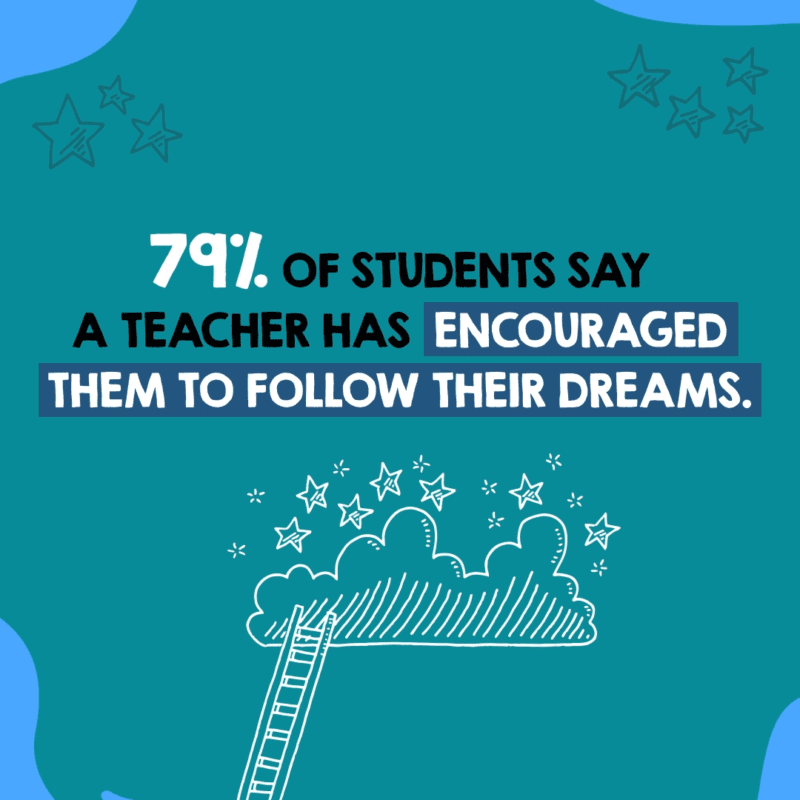 79% OF STUDENTS SAY
A TEACHER HAS ENCOURAGED
THEM TO FOLLOW THEIR DREAMS.